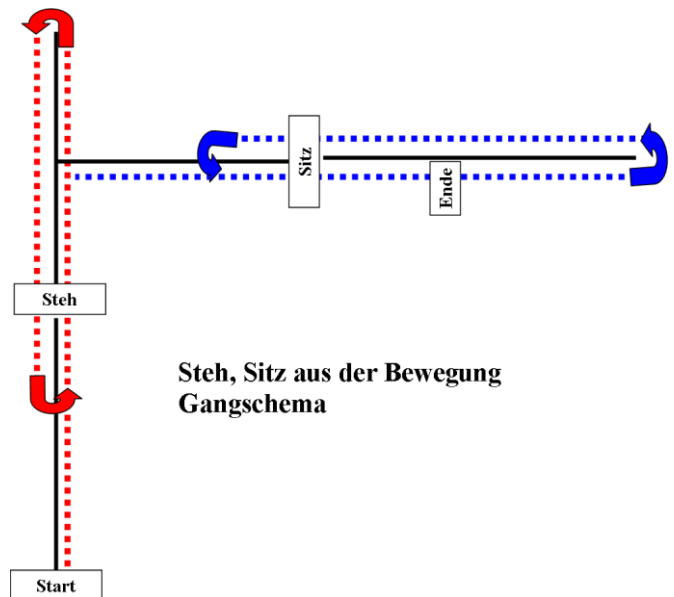 Sitz
Ende
Steh
Steh, Sitz aus der Bewegung
Gangschema
Start